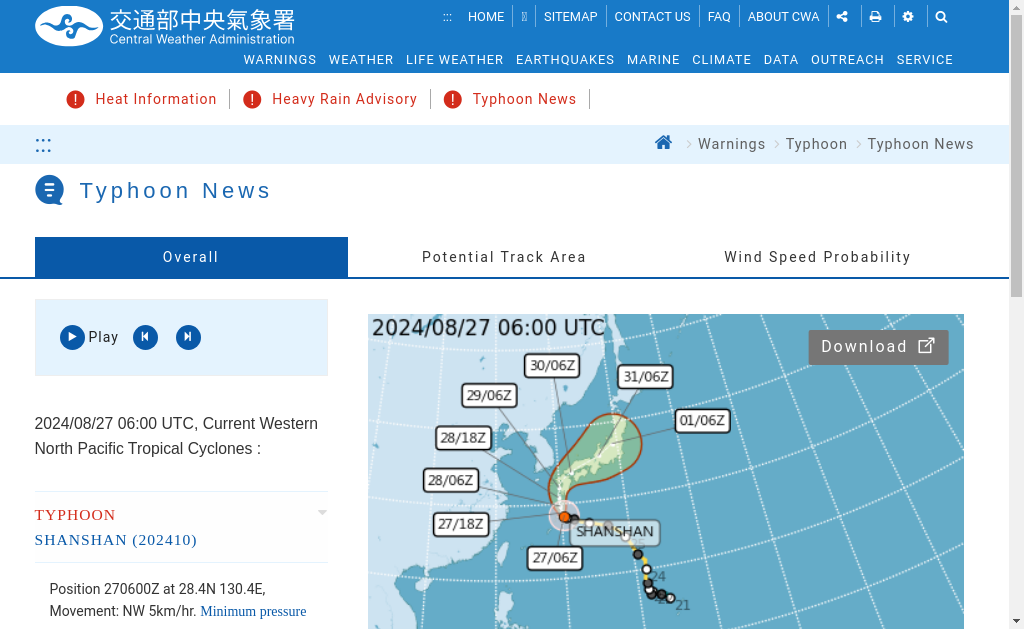 交通部中央氣象署
Central Weather Administration
::: HOME SITEMAP CONTACT US FAQ ABOUT CWA
WARNINGS WEATHER LIFE WEATHER EARTHQUAKES MARINE CLIMATE DATA OUTREACH SERVICE
Heat Information Heavy Rain Advisory Typhoon News
::: Warnings Typhoon Typhoon News
Typhoon News
Overall Potential Track Area Wind Speed Probability
Play
2024/08/27 06:00 UTC, Current Western
North Pacific Tropical Cyclones :
TYPHOON
SHANSHAN (202410)
Position 270600Z at 28.4N 130.4E,
Movement: NW 5km/hr. Minimum pressure
2024/08/27 06:00 UTC
Download
30/06Z
31/06Z
29/06Z
01/06Z
28/18Z
28/06Z
27/18Z
SHANSHAN
27/06Z
24
21